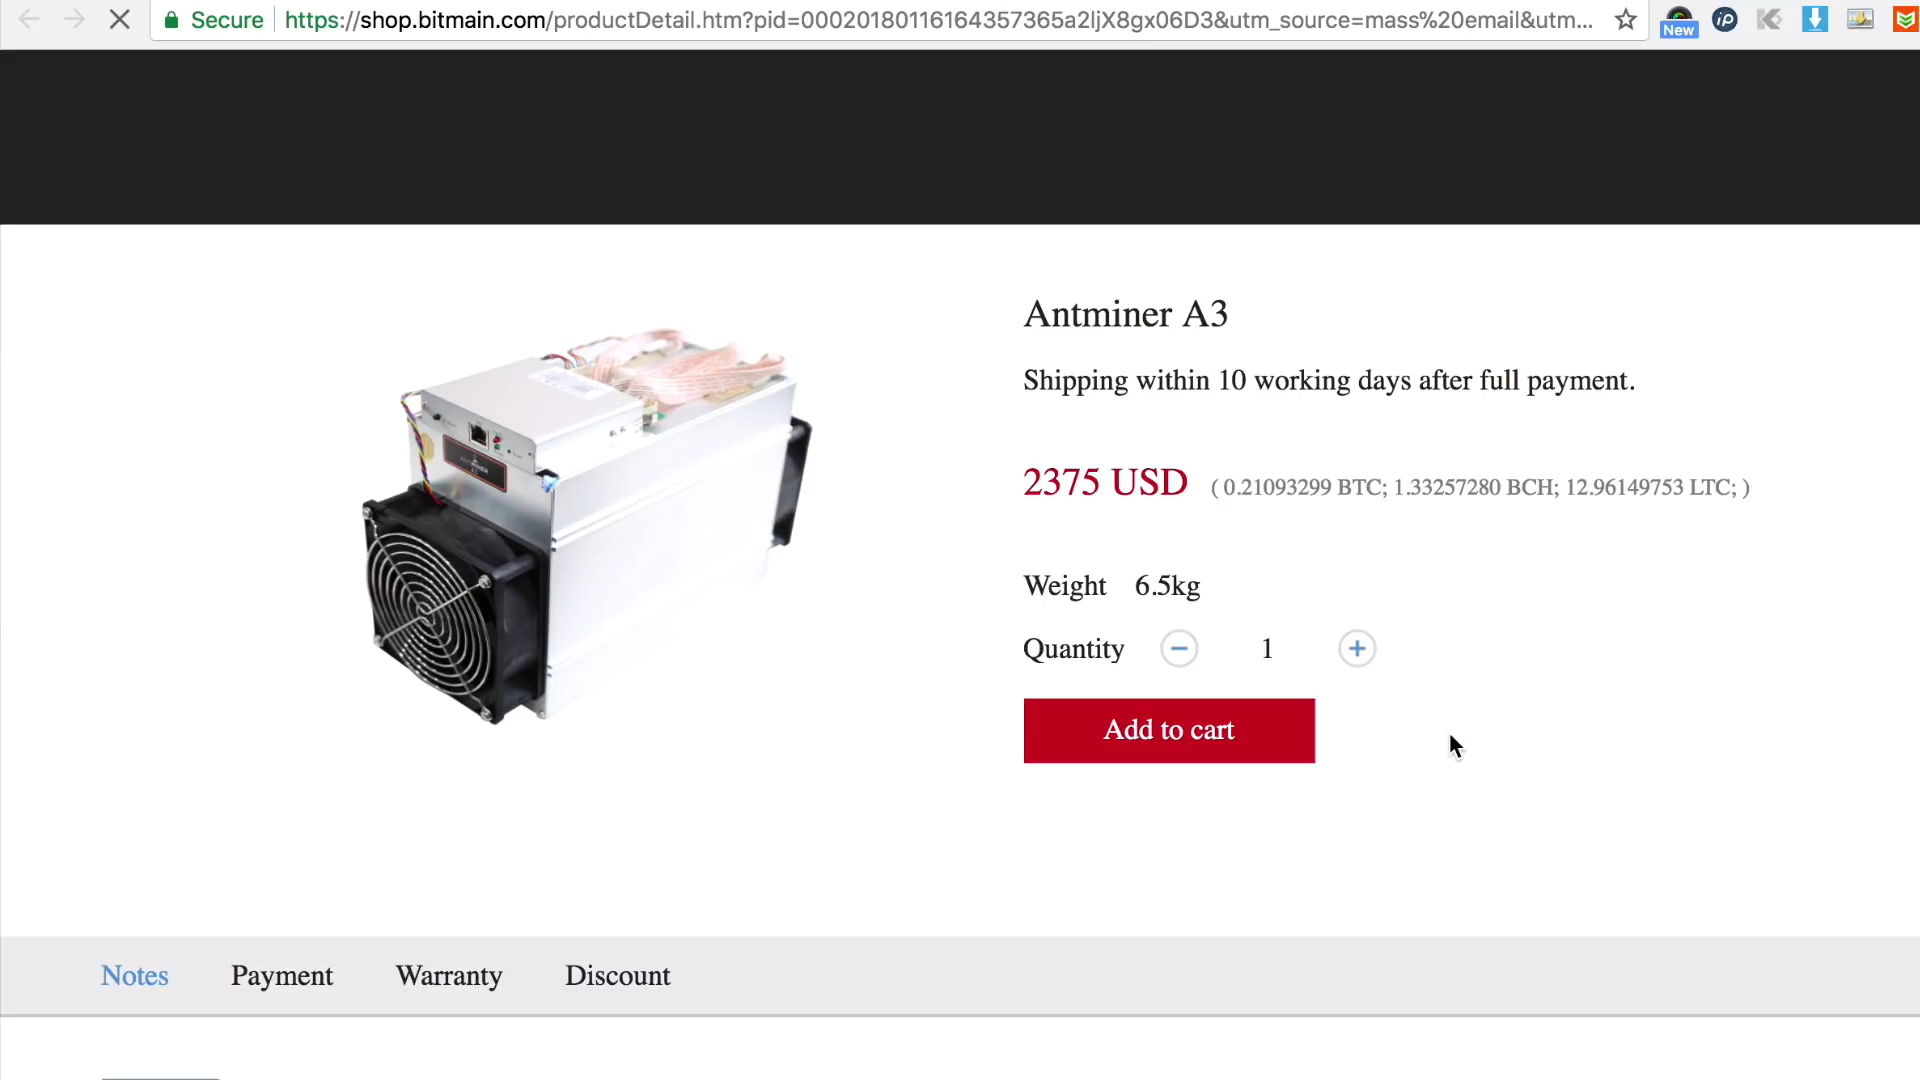 Secure https://shop.bitmain.com/productDetail.htm?pid=00020180116164357365a2ljX8gx06D3&utm_source=mass%20email&utm...
New
iP
Antminer A3
Shipping within 10 working days after full payment.
2375 USD ( 0.21093299 BTC; 1.33257280 BCH; 12.96149753 LTC; )
Weight 6.5kg
Quantity 1
Add to cart
Notes Payment Warranty Discount